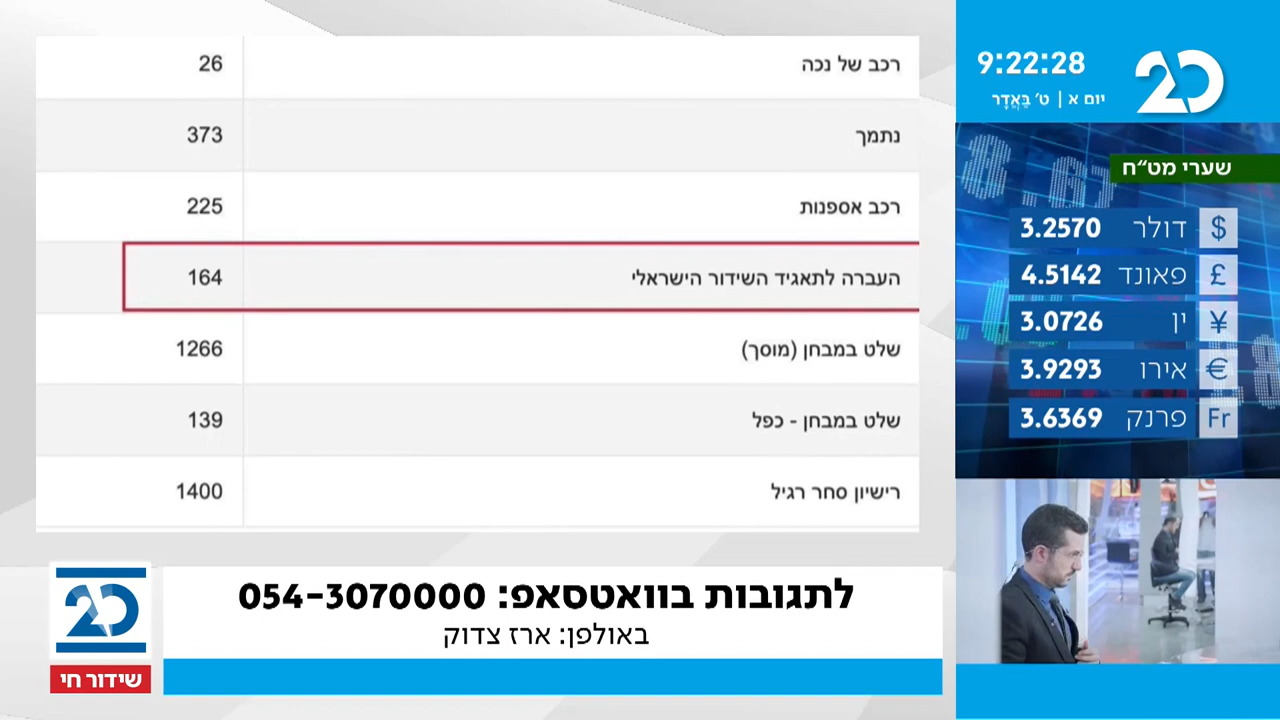 רכב של נכה 26
נתמך 373
רכב אספנות 225
העברה לתאגיד השידור הישראלי 164
שלט במבחן (מוסך) 1266
שלט במבחן - כפל 139
רישיון סחר רגיל 1400
20
9:22:28
יום א | ט׳ בַּאֲדָר
שערי מט״ח
$ דולר 3.2570
£ פאונד 4.5142
¥ ין 3.0726
€ אירו 3.9293
Fr פרנק 3.6369
לתגובות בוואטסאפ: 054-3070000
באולפן: ארז צדוק
20
שידור חי